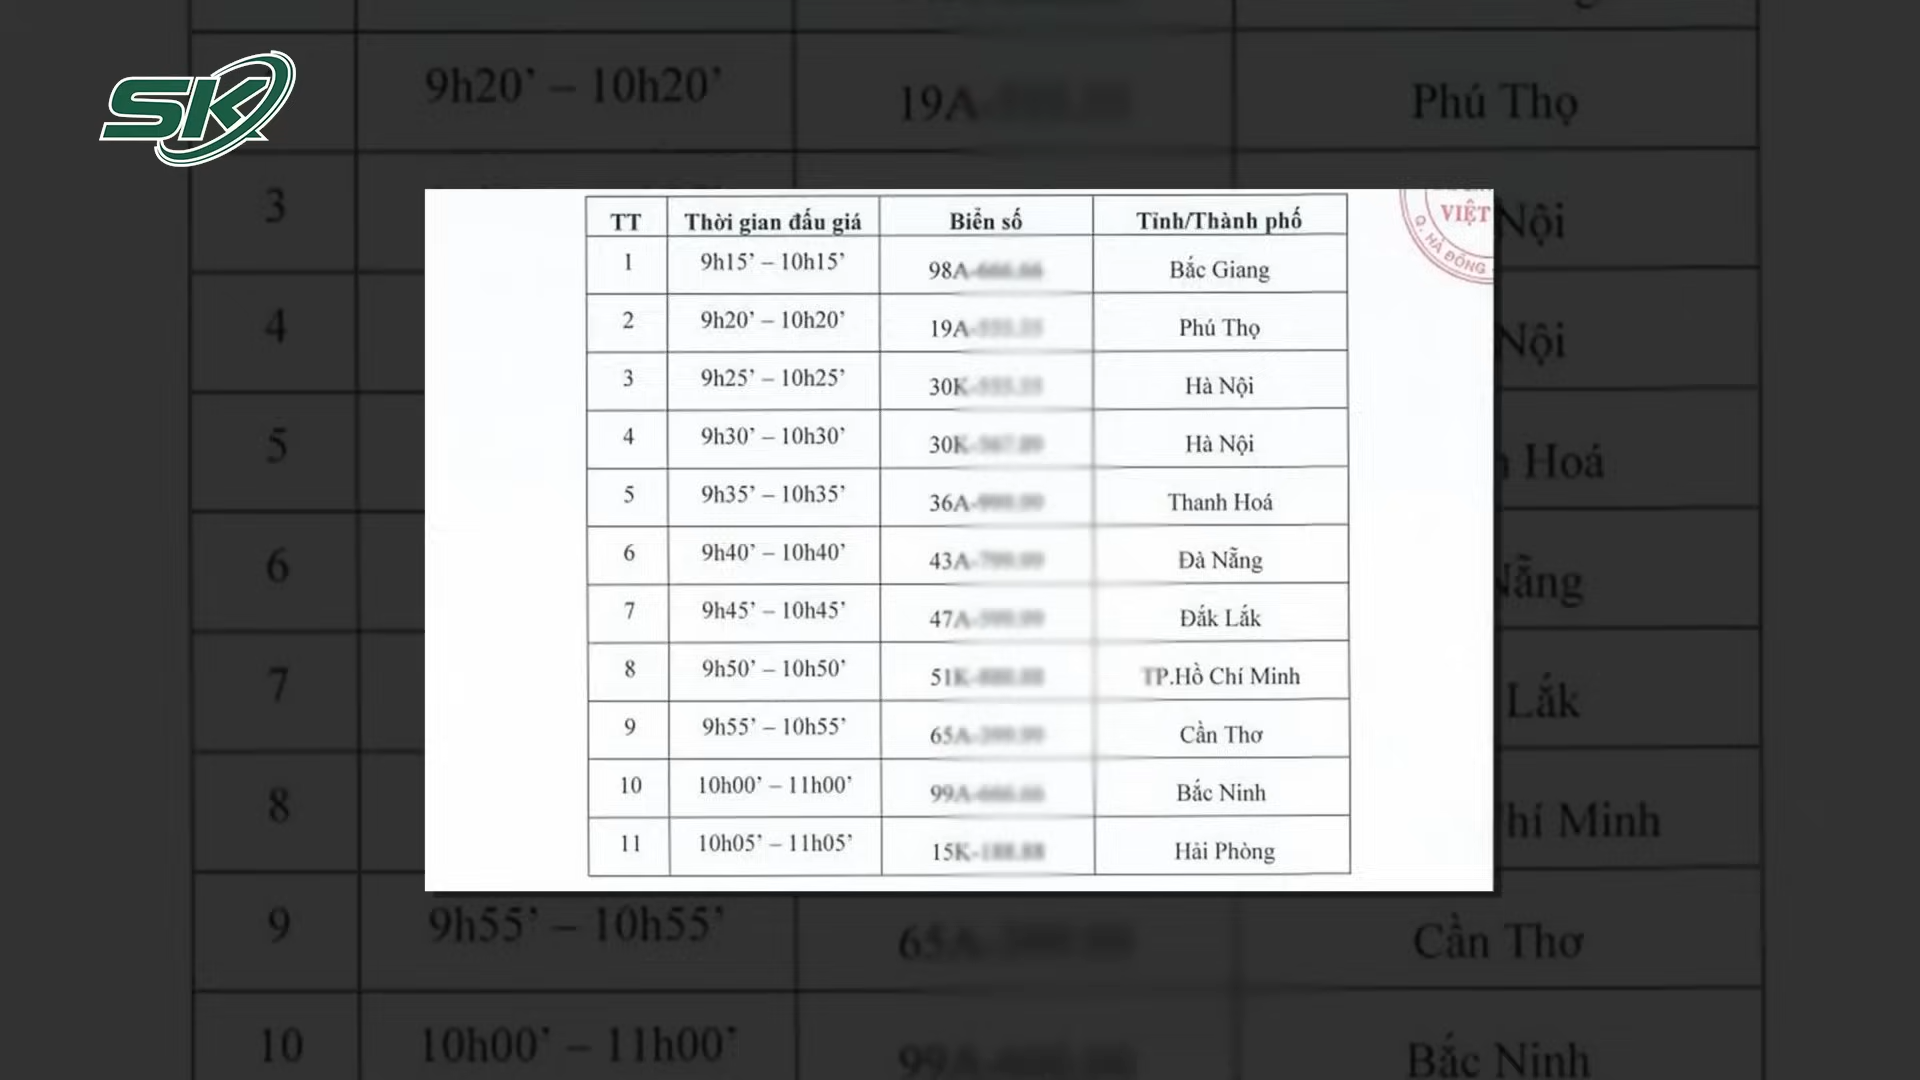 SK
TT Thời gian đấu giá Biển số Tỉnh/Thành phố
1 9h15’ – 10h15’ 98A- Bắc Giang
2 9h20’ – 10h20’ 19A- Phú Thọ
3 9h25’ – 10h25’ 30K- Hà Nội
4 9h30’ – 10h30’ 30K- Hà Nội
5 9h35’ – 10h35’ 36A- Thanh Hoá
6 9h40’ – 10h40’ 43A- Đà Nẵng
7 9h45’ – 10h45’ 47A- Đắk Lắk
8 9h50’ – 10h50’ 51K- TP.Hồ Chí Minh
9 9h55’ – 10h55’ 65A- Cần Thơ
10 10h00’ – 11h00’ 99A- Bắc Ninh
11 10h05’ – 11h05’ 15K- Hải Phòng
VIỆT
Q. HÀ ĐÔNG
9h20’ – 10h20’ 19A- Phú Thọ
3 Nội
4 Nội
5 Hoá
6 Nẵng
7 Lắk
8 Chí Minh
9 9h55’ – 10h55’ 65A- Cần Thơ
10 10h00’ – 11h00’ 99A- Bắc Ninh